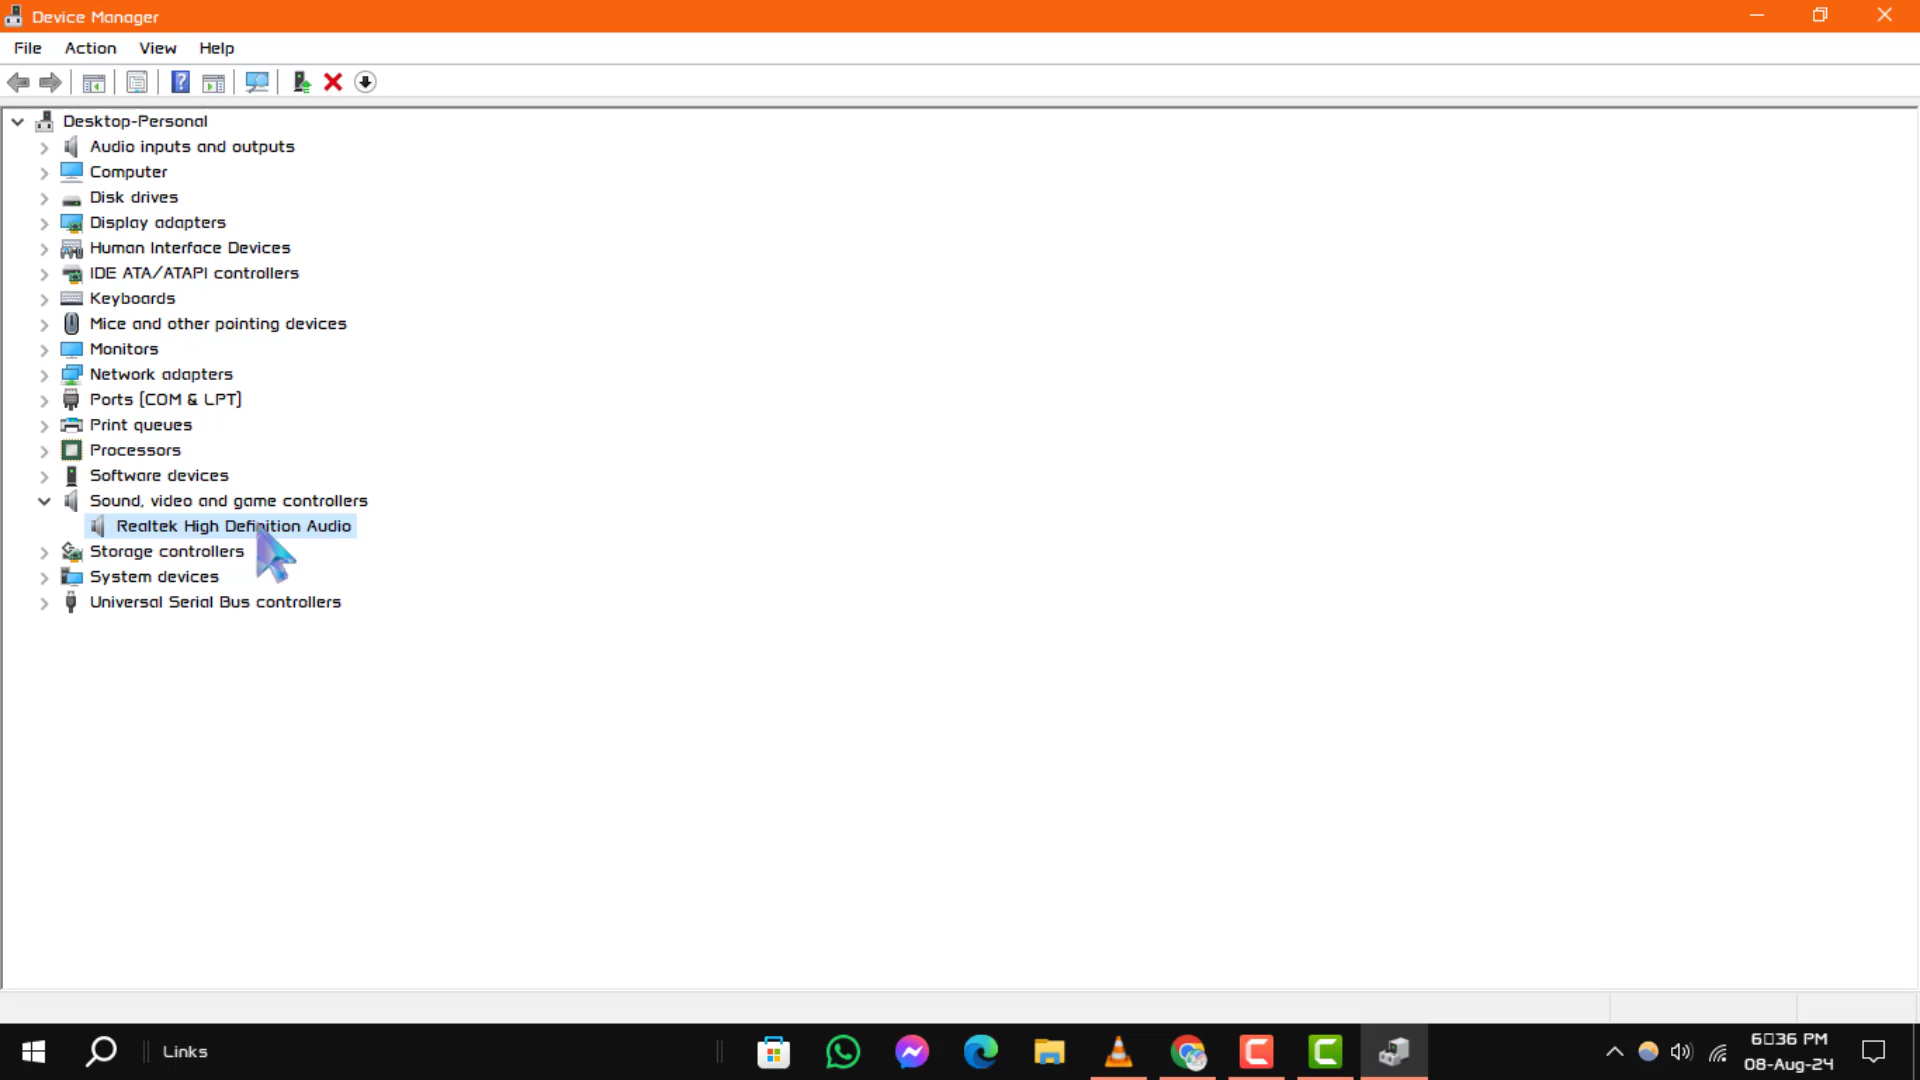 Device Manager
File Action View Help
Desktop-Personal
Audio inputs and outputs
Computer
Disk drives
Display adapters
Human Interface Devices
IDE ATA/ATAPI controllers
Keyboards
Mice and other pointing devices
Monitors
Network adapters
Ports (COM & LPT)
Print queues
Processors
Software devices
Sound, video and game controllers
Realtek High Definition Audio
Storage controllers
System devices
Universal Serial Bus controllers
Links
6□36 PM
08-Aug-24